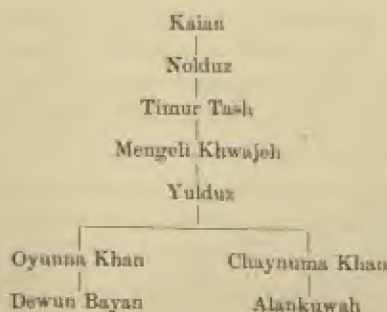 Kaian
Nolduz
Timur Tash
Mengeli Khwajeh
Yulduz
Oyunna Khan Chaynuma Khan
Dewun Bayan Alankuwah